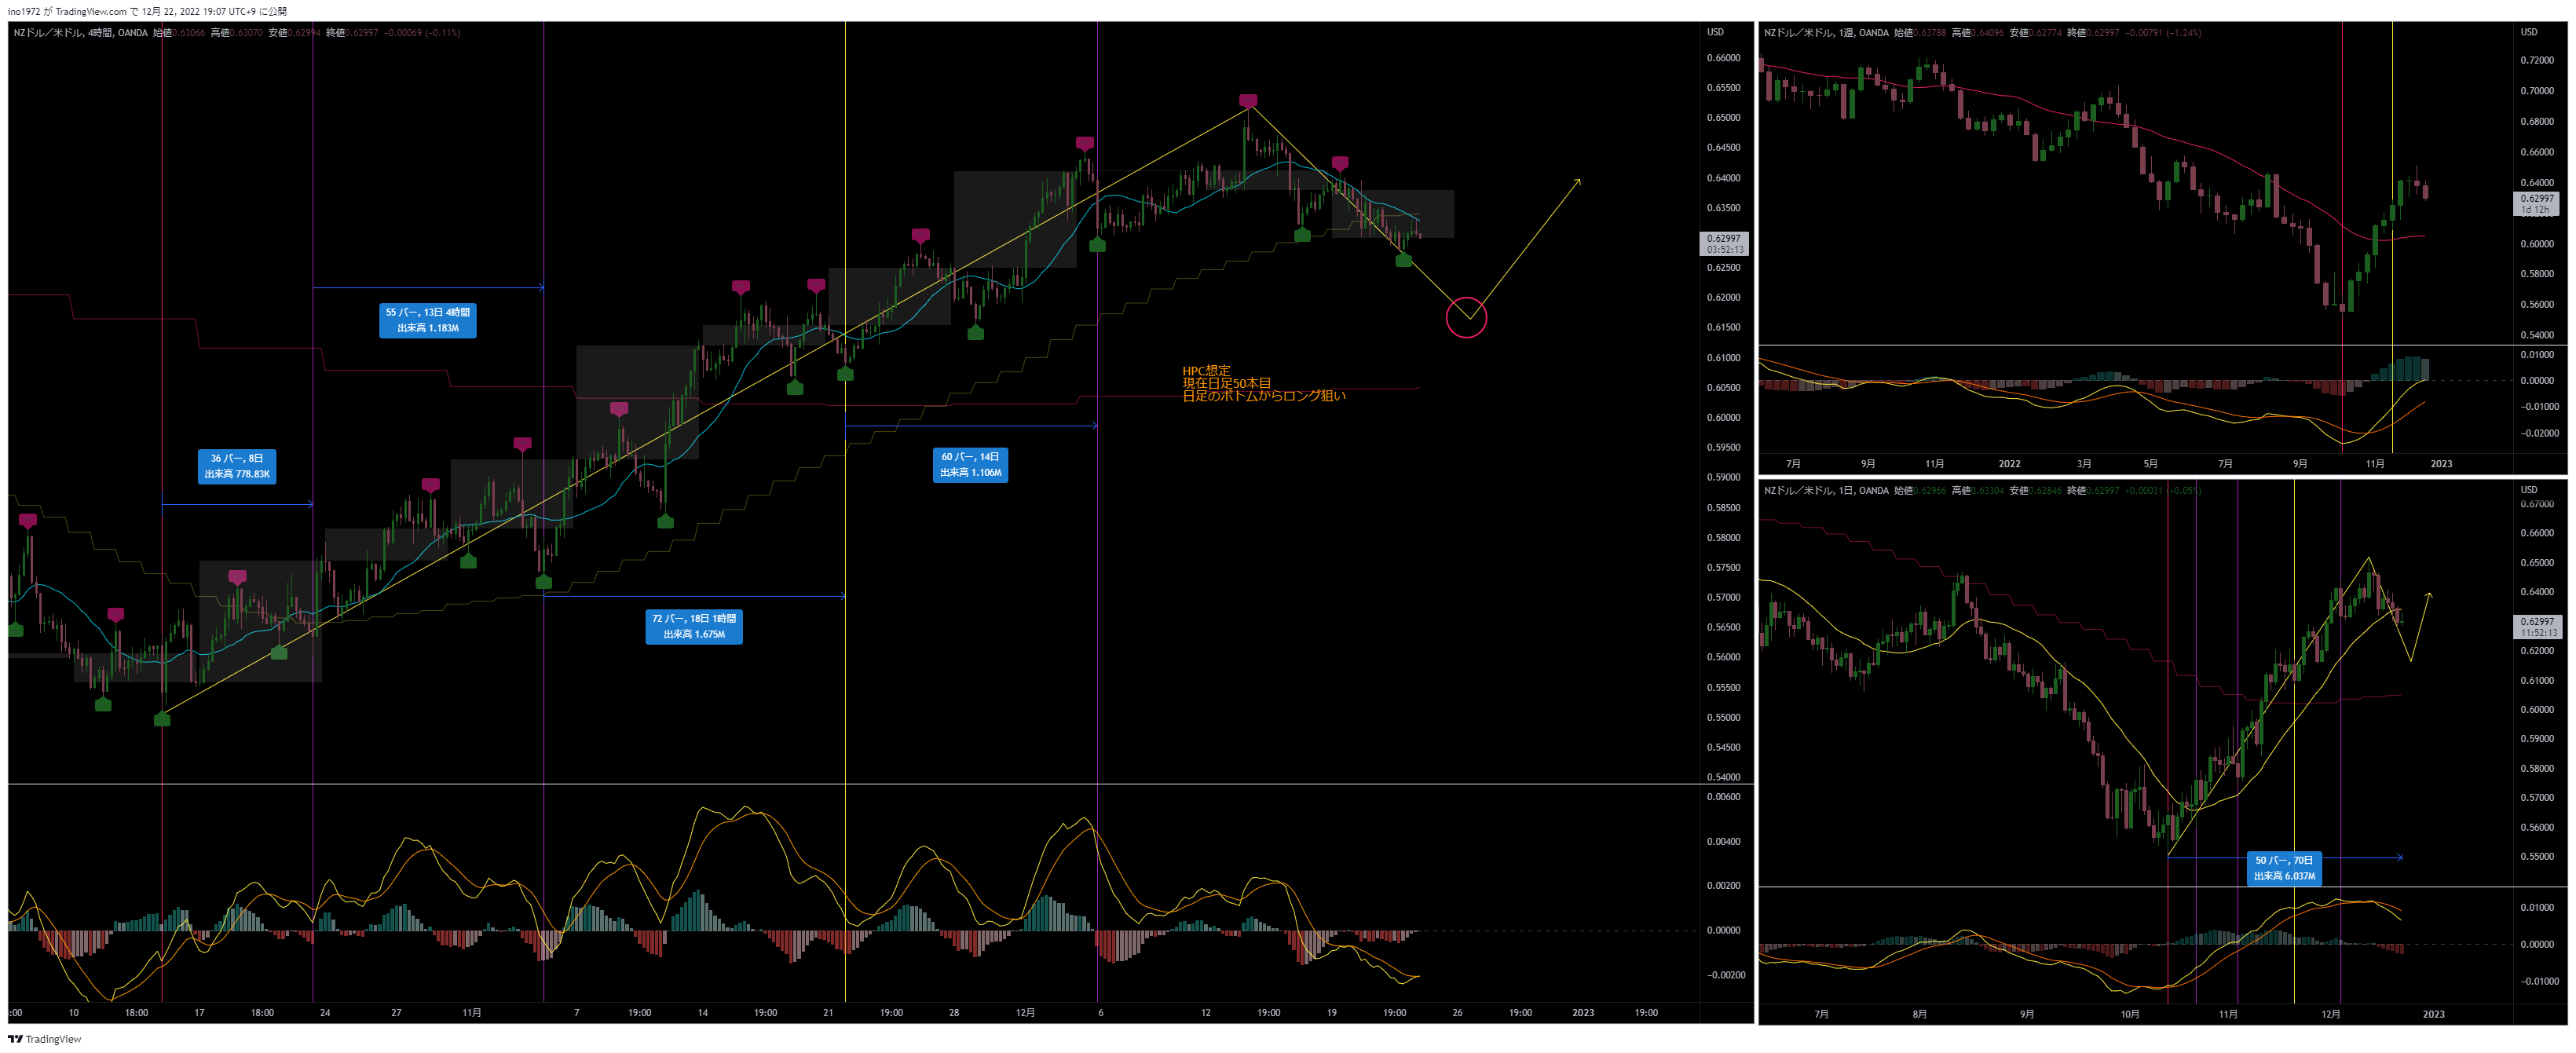 ino1972 が TradingView.com で 12月 22, 2022 19:07 UTC+9 に公開
NZドル／米ドル, 4時間, OANDA 始値0.63066 高値0.63070 安値0.62994 終値0.62997 −0.00069 (−0.11%)
USD
0.66000
0.65500
0.65000
0.64500
0.64000
0.63500
0.62997
03:52:13
0.62500
0.62000
0.61500
0.61000
0.60500
0.60000
0.59500
0.59000
0.58500
0.58000
0.57500
0.57000
0.56500
0.56000
0.55500
0.55000
0.54500
0.54000
55 バー, 13日 4時間
出来高 1.183M
36 バー, 8日
出来高 778.83K
72 バー, 18日 1時間
出来高 1.675M
60 バー, 14日
出来高 1.106M
HPC想定
現在日足50本目
日足のボトムからロング狙い
0.00600
0.00400
0.00200
0.00000
−0.00200
:00 10 18:00 17 18:00 24 27 11月 7 19:00 14 19:00 21 19:00 28 12月 6 12 19:00 19 19:00 26 19:00 2023 19:00
NZドル／米ドル, 1週, OANDA 始値0.63788 高値0.64096 安値0.62774 終値0.62997 −0.00791 (−1.24%)
USD
0.72000
0.70000
0.68000
0.66000
0.64000
0.62997
1d 12h
0.60000
0.58000
0.56000
0.54000
0.01000
0.00000
−0.01000
−0.02000
7月 9月 11月 2022 3月 5月 7月 9月 11月 2023
NZドル／米ドル, 1日, OANDA 始値0.62966 高値0.63304 安値0.62846 終値0.62997 +0.00031 (+0.05%)
USD
0.67000
0.66000
0.65000
0.64000
0.62997
11:52:13
0.62000
0.61000
0.60000
0.59000
0.58000
0.57000
0.56000
0.55000
50 バー, 70日
出来高 6.037M
0.01000
0.00000
−0.01000
7月 8月 9月 10月 11月 12月 2023
TradingView